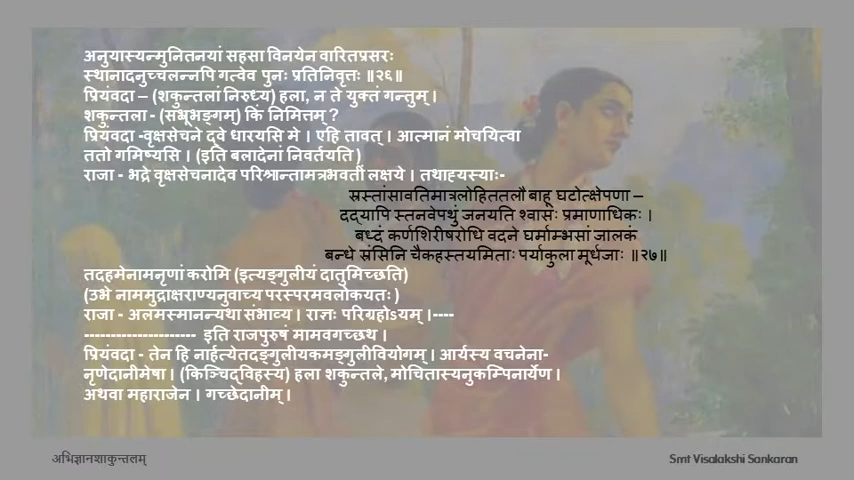 अनुयास्यन्मुनितनयां सहसा विनयेन वारितप्रसरः
स्थानादनुच्चलन्नपि गत्वेव पुनः प्रतिनिवृत्तः ॥२६॥
प्रियंवदा – (शकुन्तलां निरुध्य) हला, न ते युक्तं गन्तुम् ।
शकुन्तला - (सभ्रूभङ्गम्) किं निमित्तम् ?
प्रियंवदा -वृक्षसेचने द्वे धारयसि मे । एहि तावत् । आत्मानं मोचयित्वा
ततो गमिष्यसि । (इति बलादेनां निवर्तयति )
राजा - भद्रे वृक्षसेचनादेव परिश्रान्तामत्रभवतीं लक्षये । तथाह्यस्याः-
स्रस्तांसावतिमात्रलोहिततलौ बाहू घटोत्क्षेपणा –
दद्यापि स्तनवेपथुं जनयति श्वासः प्रमाणाधिकः ।
बध्दं कर्णशिरीषरोधि वदने घर्माम्भसां जालकं
बन्धे स्रंसिनि चैकहस्तयमिताः पर्याकुला मूर्धजाः ॥२७॥
तदहमेनामनृणां करोमि (इत्यङ्गुलीयं दातुमिच्छति)
(उभे नाममुद्राक्षराण्यनुवाच्य परस्परमवलोकयतः )
राजा - अलमस्मानन्यथा संभाव्य । राज्ञः परिग्रहोऽयम् ।----
--------------------- इति राजपुरुषं मामवगच्छथ ।
प्रियंवदा - तेन हि नार्हत्येतदङ्गुलीयकमङ्गुलीवियोगम् । आर्यस्य वचनेना-
नृणेदानीमेषा । (किञ्चिद्विहस्य) हला शकुन्तले, मोचितास्यनुकम्पिनार्येण ।
अथवा महाराजेन । गच्छेदानीम् ।
अभिज्ञानशाकुन्तलम्
Smt Visalakshi Sankaran